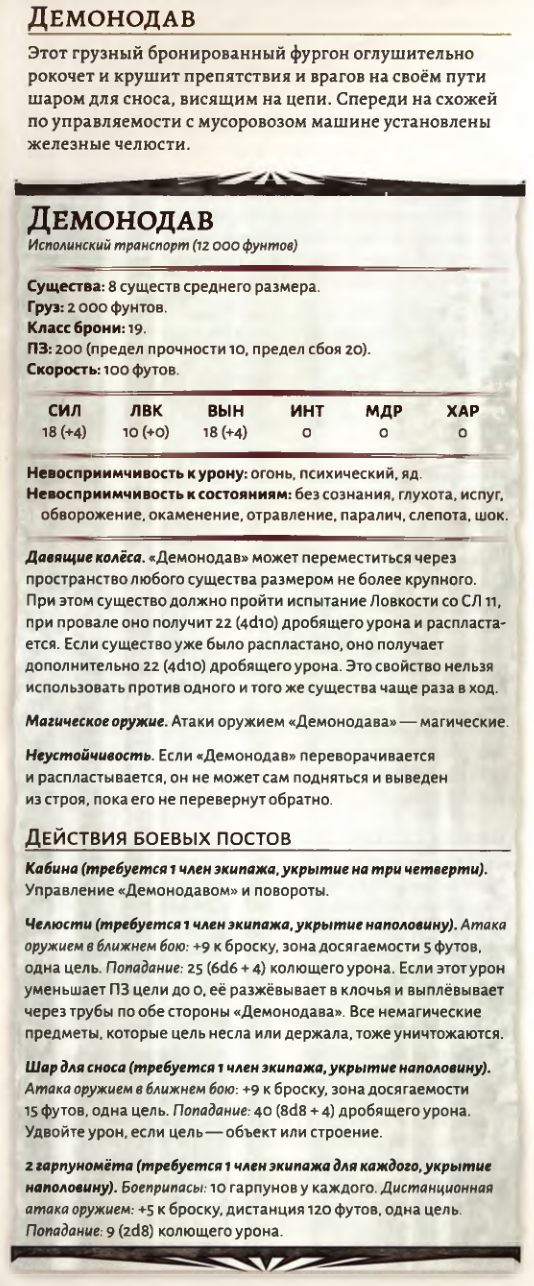 Демонодав
Этот грузный бронированный фургон оглушительно
рокочет и крушит препятствия и врагов на своём пути
шаром для сноса, висящим на цепи. Спереди на схожей
по управляемости с мусоровозом машине установлены
железные челюсти.
Демонодав
Исполинский транспорт (12 000 фунтов)
Существа: 8 существ среднего размера.
Груз: 2 000 фунтов.
Класс брони: 19.
ПЗ: 200 (предел прочности 10, предел сбоя 20).
Скорость: 100 футов.
СИЛ ЛВК ВЫН ИНТ МДР ХАР
18 (+4) 10 (+0) 18 (+4) 0 0 0
Невосприимчивость к урону: огонь, психический, яд.
Невосприимчивость к состояниям: без сознания, глухота, испуг,
обворожение, окаменение, отравление, паралич, слепота, шок.
Давящие колёса. «Демонодав» может переместиться через
пространство любого существа размером не более крупного.
При этом существо должно пройти испытание Ловкости со СЛ 11,
при провале оно получит 22 (4d10) дробящего урона и распласта-
ется. Если существо уже было распластано, оно получает
дополнительно 22 (4d10) дробящего урона. Это свойство нельзя
использовать против одного и того же существа чаще раза в ход.
Магическое оружие. Атаки оружием «Демонодава» — магические.
Неустойчивость. Если «Демонодав» переворачивается
и распластывается, он не может сам подняться и выведен
из строя, пока его не перевернут обратно.
Действия боевых постов
Кабина (требуется 1 член экипажа, укрытие на три четверти).
Управление «Демонодавом» и повороты.
Челюсти (требуется 1 член экипажа, укрытие наполовину). Атака
оружием в ближнем бою: +9 к броску, зона досягаемости 5 футов,
одна цель. Попадание: 25 (6d6 + 4) колющего урона. Если этот урон
уменьшает ПЗ цели до 0, её разжёвывает в клочья и выплёвывает
через трубы по обе стороны «Демонодава». Все немагические
предметы, которые цель несла или держала, тоже уничтожаются.
Шар для сноса (требуется 1 член экипажа, укрытие наполовину).
Атака оружием в ближнем бою: +9 к броску, зона досягаемости
15 футов, одна цель. Попадание: 40 (8d8 + 4) дробящего урона.
Удвойте урон, если цель — объект или строение.
2 гарпуномёта (требуется 1 член экипажа для каждого, укрытие
наполовину). Боеприпасы: 10 гарпунов у каждого. Дистанционная
атака оружием: +5 к броску, дистанция 120 футов, одна цель.
Попадание: 9 (2d8) колющего урона.